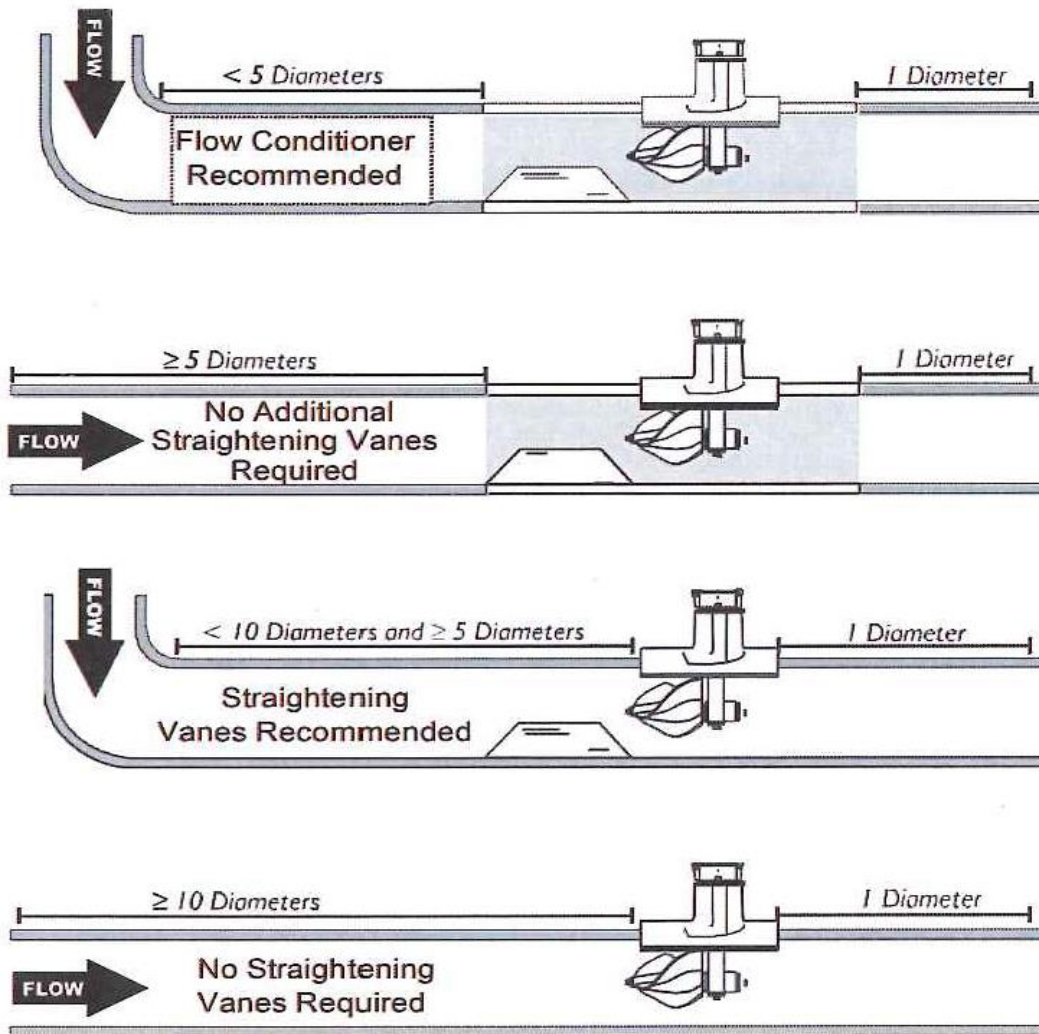 FLOW
< 5 Diameters
1 Diameter
Flow Conditioner
Recommended
≥ 5 Diameters
1 Diameter
No Additional
FLOW
Straightening Vanes
Required
FLOW
< 10 Diameters and ≥ 5 Diameters
1 Diameter
Straightening
Vanes Recommended
≥ 10 Diameters
1 Diameter
No Straightening
FLOW
Vanes Required